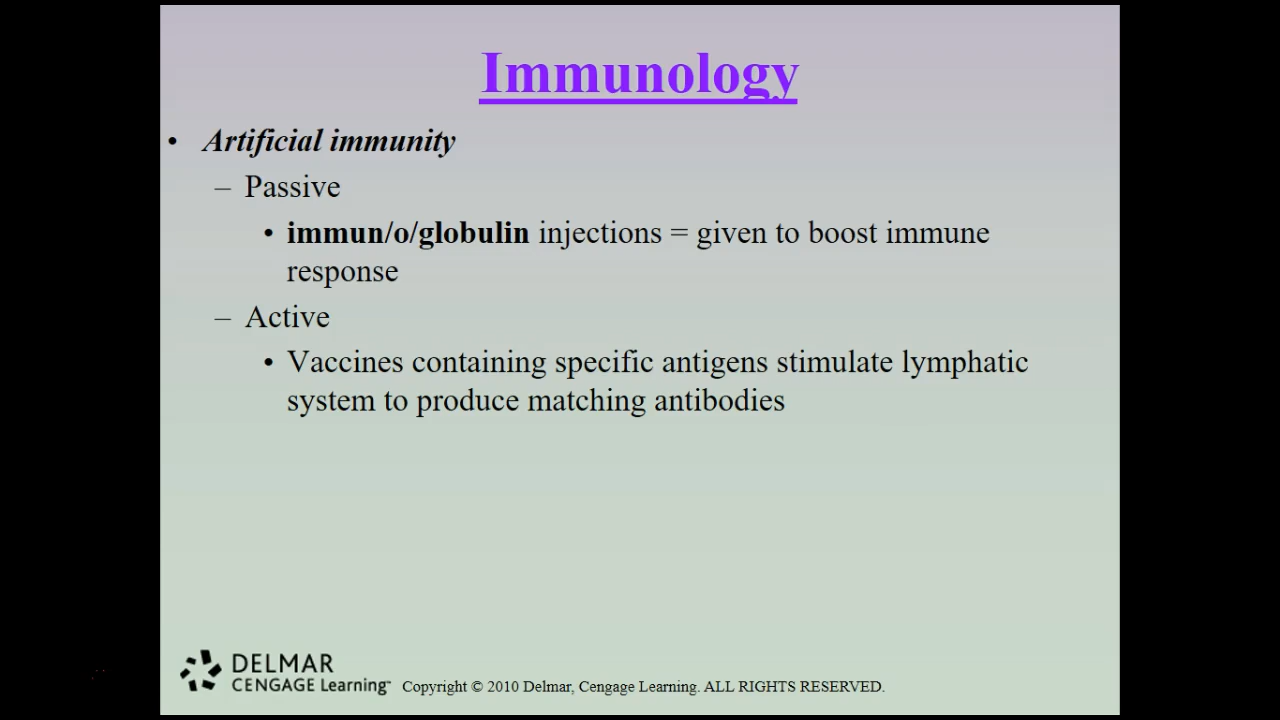 Immunology
• Artificial immunity
– Passive
• immun/o/globulin injections = given to boost immune
response
– Active
• Vaccines containing specific antigens stimulate lymphatic
system to produce matching antibodies
DELMAR
CENGAGE Learning™ Copyright © 2010 Delmar, Cengage Learning. ALL RIGHTS RESERVED.